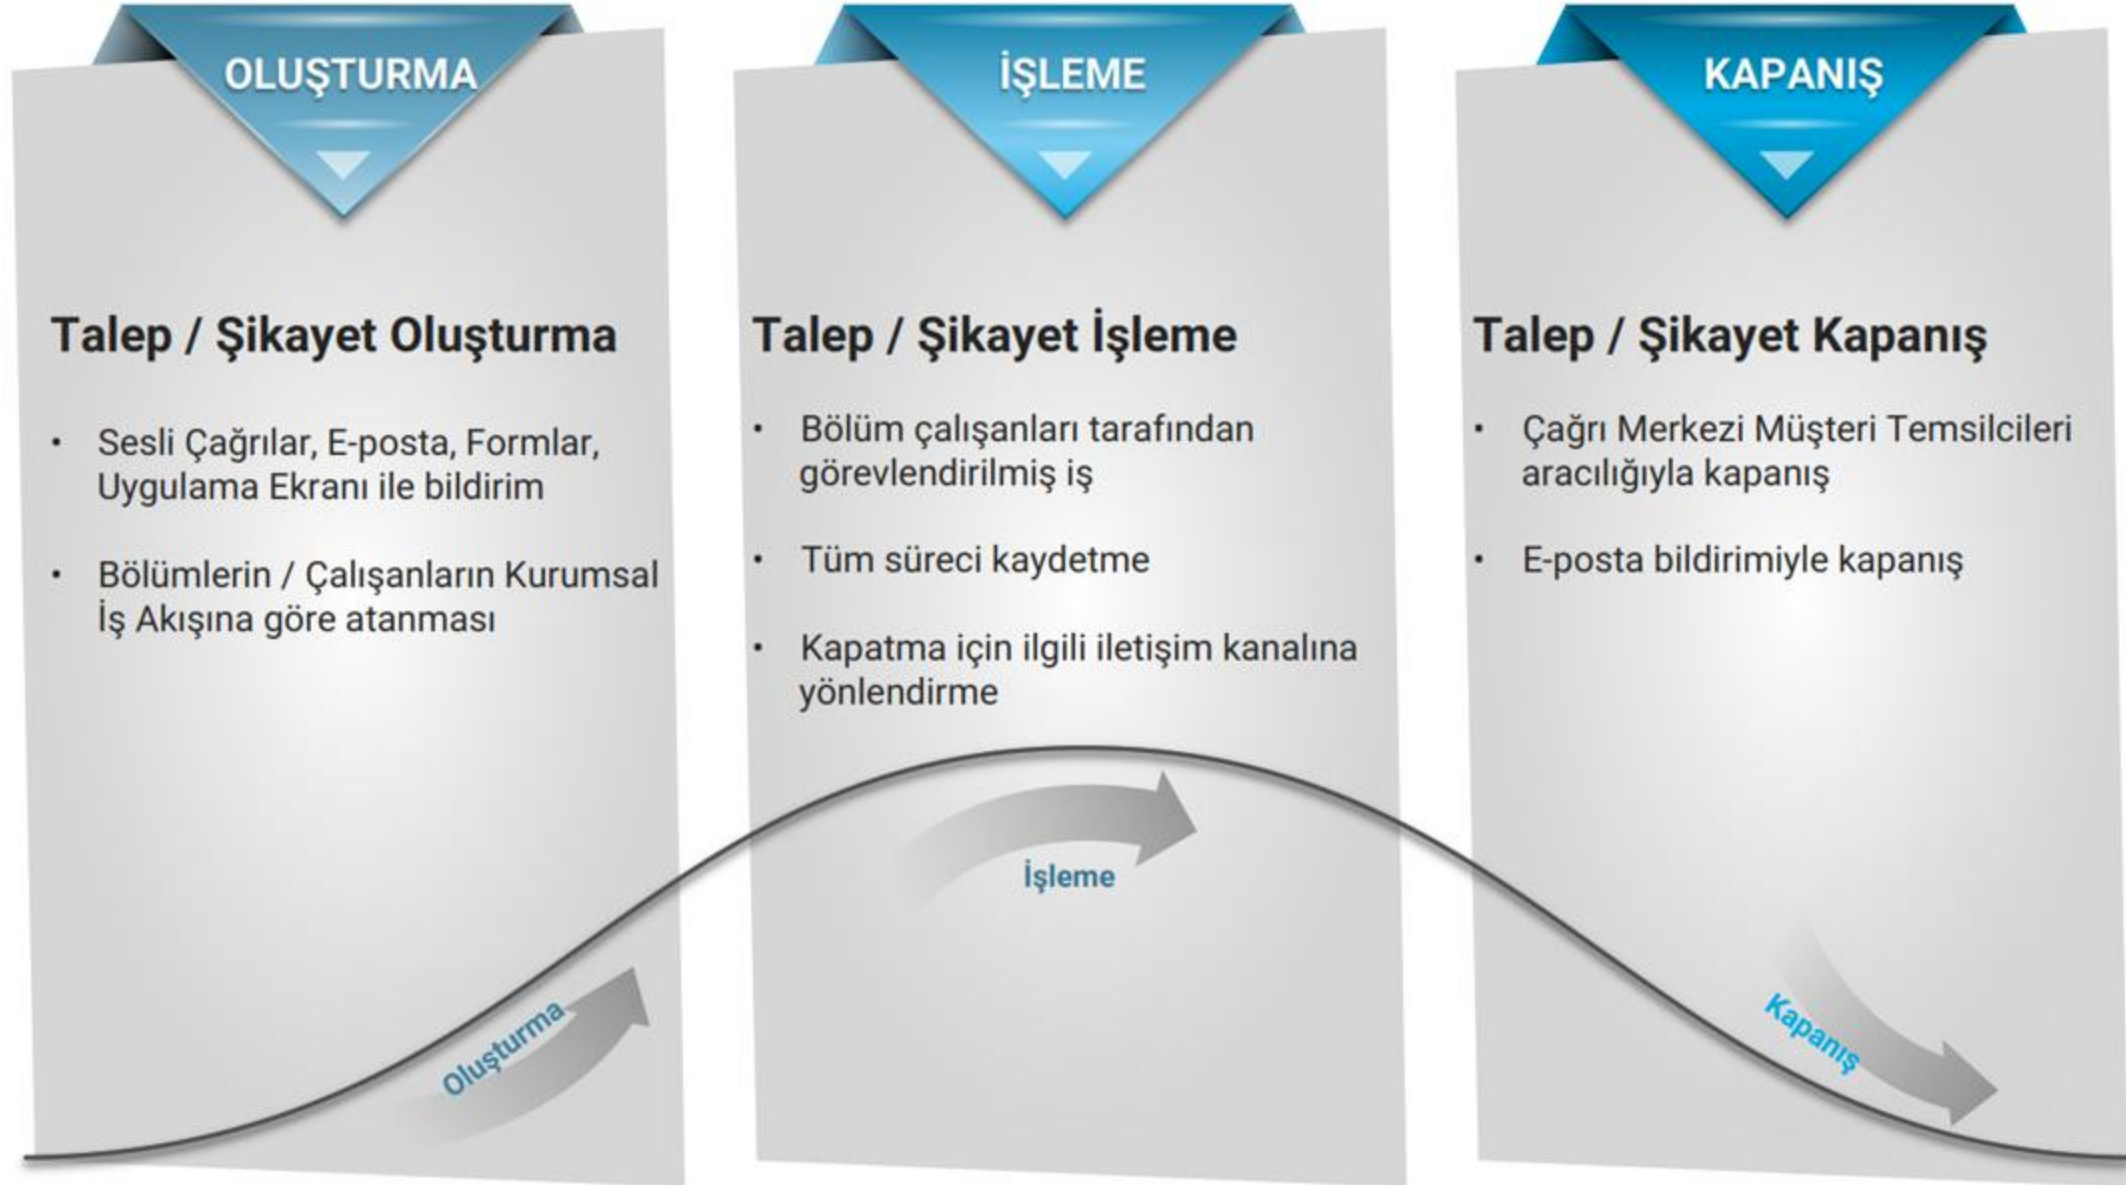 OLUŞTURMA
Talep / Şikayet Oluşturma
• Sesli Çağrılar, E-posta, Formlar,
Uygulama Ekranı ile bildirim
• Bölümlerin / Çalışanların Kurumsal
İş Akışına göre atanması
Oluşturma
İŞLEME
Talep / Şikayet İşleme
• Bölüm çalışanları tarafından
görevlendirilmiş iş
• Tüm süreci kaydetme
• Kapatma için ilgili iletişim kanalına
yönlendirme
İşleme
KAPANIŞ
Talep / Şikayet Kapanış
• Çağrı Merkezi Müşteri Temsilcileri
aracılığıyla kapanış
• E-posta bildirimiyle kapanış
Kapanış